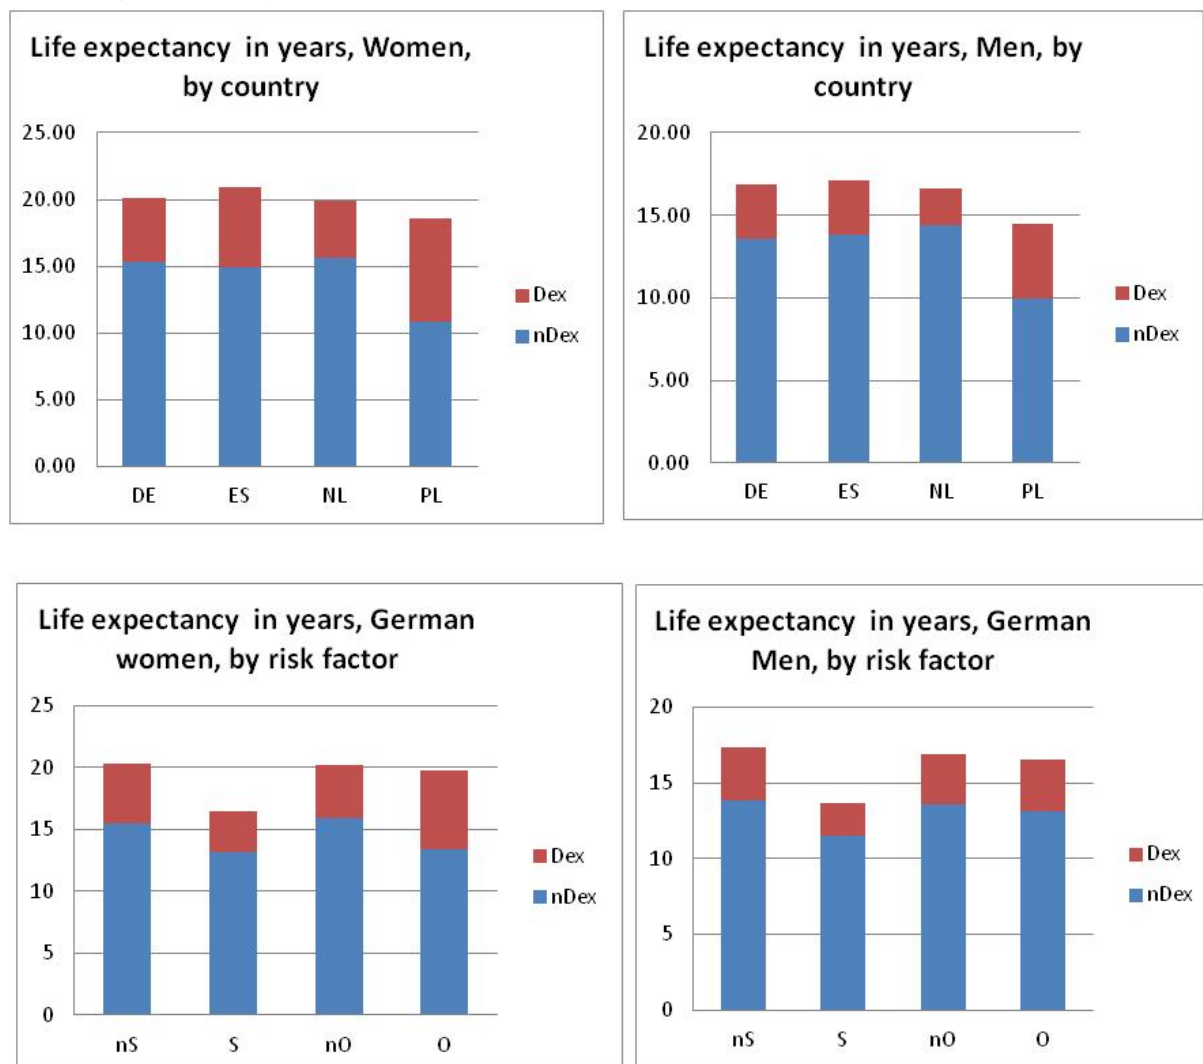 Life expectancy in years, Women,
by country
25.00
20.00
15.00
10.00
5.00
0.00
DE ES NL PL
Dex
nDex
Life expectancy in years, Men, by
country
20.00
15.00
10.00
5.00
0.00
DE ES NL PL
Dex
nDex
Life expectancy in years, German
women, by risk factor
25
20
15
10
5
0
nS S nO O
Dex
nDex
Life expectancy in years, German
Men, by risk factor
20
15
10
5
0
nS S nO O
Dex
nDex